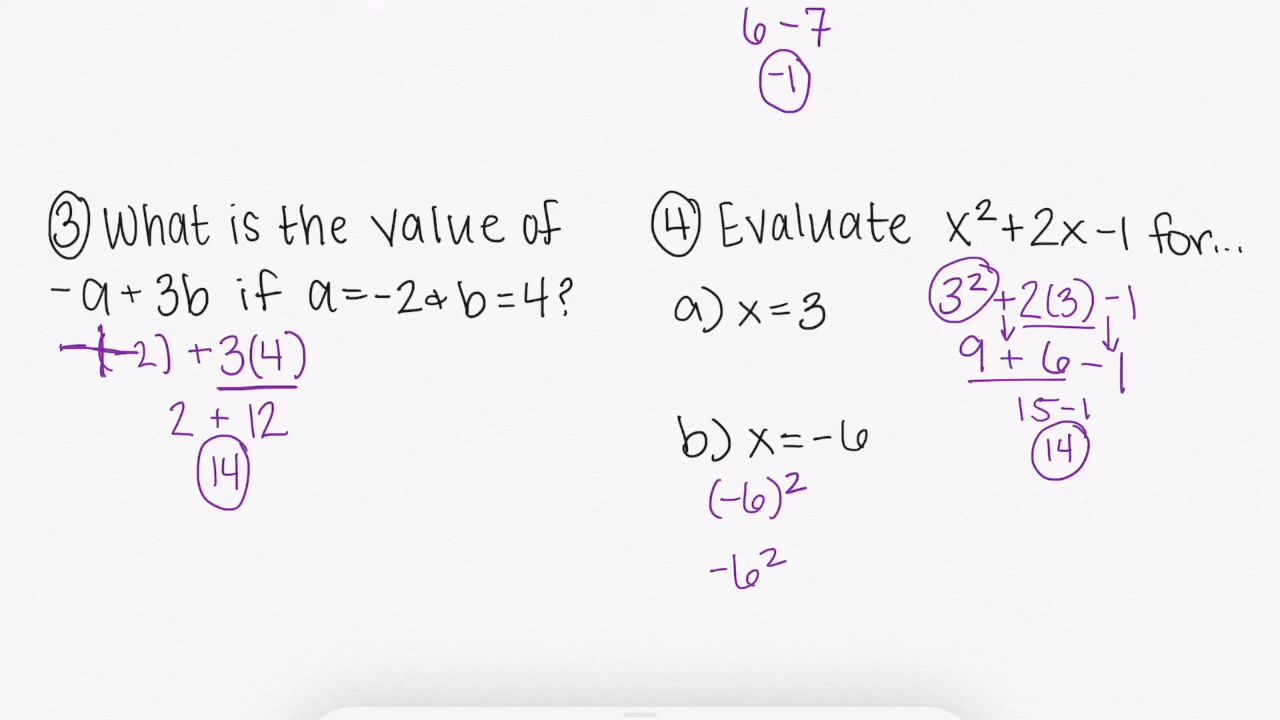 6-7
-1
③ What is the value of
-a+3b if a=-2 & b=4?
-(-2)+3(4)
2+12
14
④ Evaluate x²+2x-1 for...
a) x=3
3²+2(3)-1
9+6-1
15-1
14
b) x=-6
(-6)²
-6²